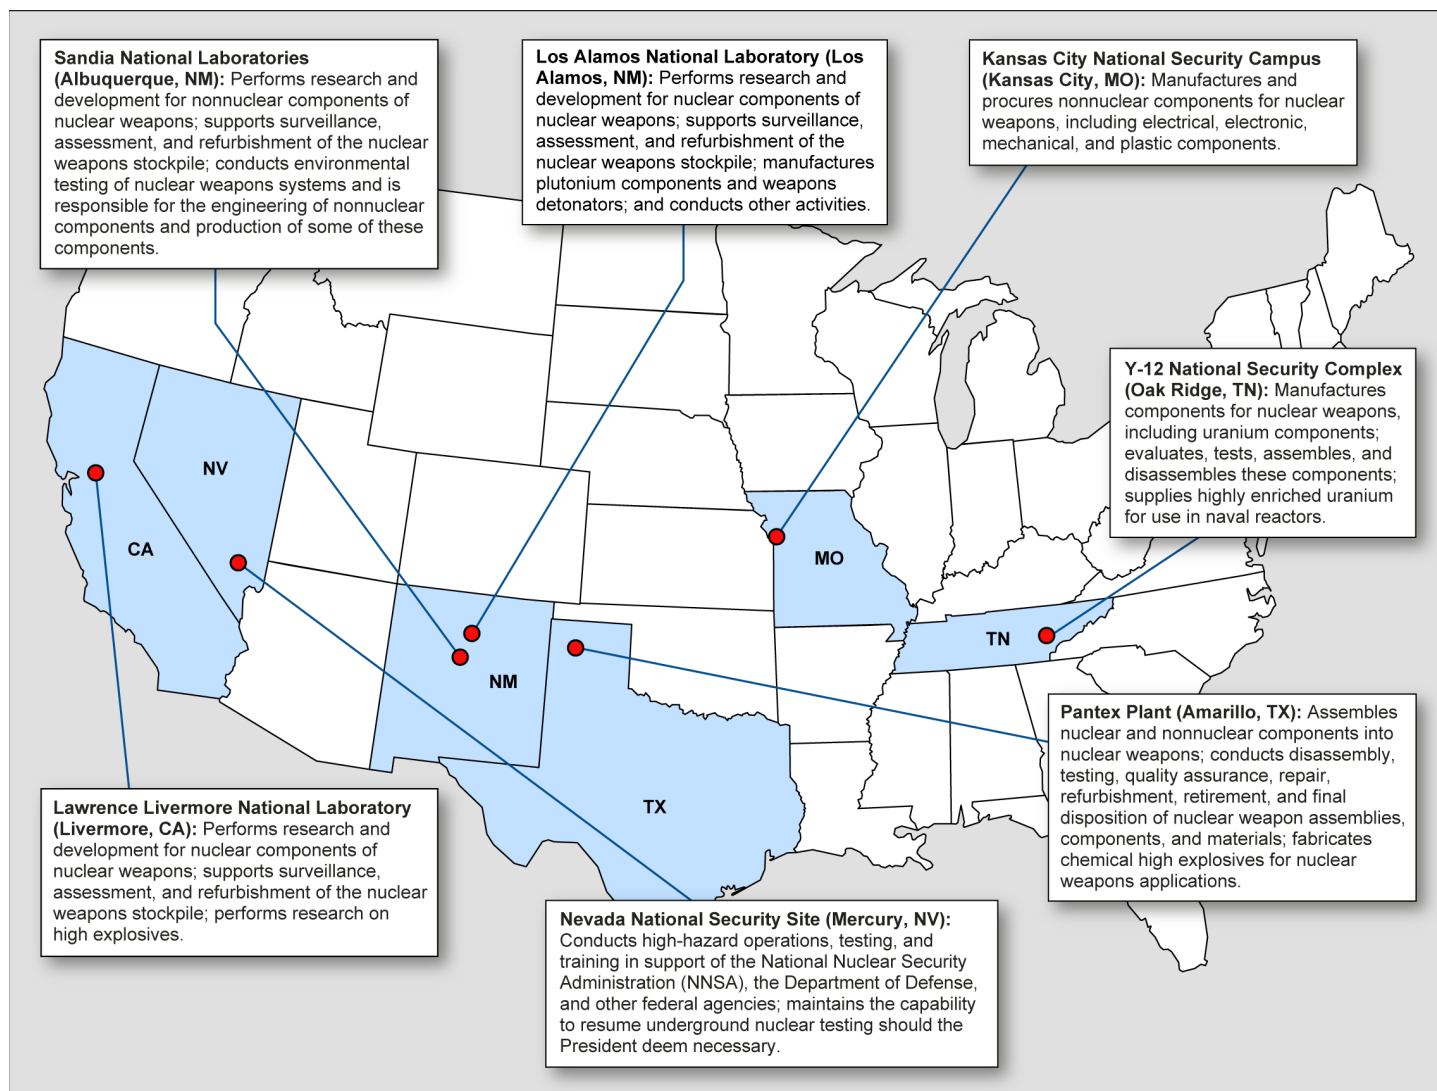 Sandia National Laboratories
(Albuquerque, NM): Performs research and
development for nonnuclear components of
nuclear weapons; supports surveillance,
assessment, and refurbishment of the nuclear
weapons stockpile; conducts environmental
testing of nuclear weapons systems and is
responsible for the engineering of nonnuclear
components and production of some of these
components.
Los Alamos National Laboratory (Los
Alamos, NM): Performs research and
development for nuclear components of
nuclear weapons; supports surveillance,
assessment, and refurbishment of the
nuclear weapons stockpile; manufactures
plutonium components and weapons
detonators; and conducts other activities.
Kansas City National Security Campus
(Kansas City, MO): Manufactures and
procures nonnuclear components for nuclear
weapons, including electrical, electronic,
mechanical, and plastic components.
Y-12 National Security Complex
(Oak Ridge, TN): Manufactures
components for nuclear weapons,
including uranium components;
evaluates, tests, assembles, and
disassembles these components;
supplies highly enriched uranium
for use in naval reactors.
NV
CA
MO
TN
NM
TX
Pantex Plant (Amarillo, TX): Assembles
nuclear and nonnuclear components into
nuclear weapons; conducts disassembly,
testing, quality assurance, repair,
refurbishment, retirement, and final
disposition of nuclear weapon assemblies,
components, and materials; fabricates
chemical high explosives for nuclear
weapons applications.
Lawrence Livermore National Laboratory
(Livermore, CA): Performs research and
development for nuclear components of
nuclear weapons; supports surveillance,
assessment, and refurbishment of the nuclear
weapons stockpile; performs research on
high explosives.
Nevada National Security Site (Mercury, NV):
Conducts high-hazard operations, testing, and
training in support of the National Nuclear Security
Administration (NNSA), the Department of Defense,
and other federal agencies; maintains the capability
to resume underground nuclear testing should the
President deem necessary.